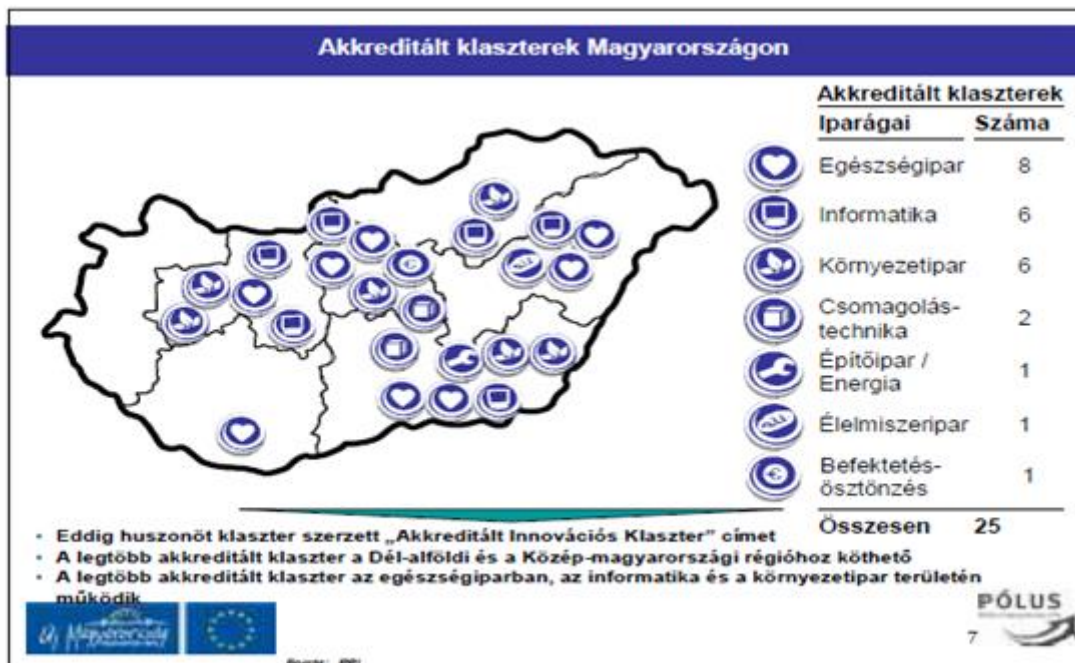 Akkreditált klaszterek Magyarországon
Akkreditált klaszterek
Iparágai Száma
Egészségipar 8
Informatika 6
Környezetipar 6
Csomagolás-
technika 2
Építőipar /
Energia 1
Élelmiszeripar 1
Befektetés-
ösztönzés 1
Összesen 25
Eddig huszonöt klaszter szerzett „Akkreditált Innovációs Klaszter” címet
A legtöbb akkreditált klaszter a Dél-alföldi és a Közép-magyarországi régióhoz köthető
A legtöbb akkreditált klaszter az egészségiparban, az informatika és a környezetipar területén
működik
PÓLUS
7